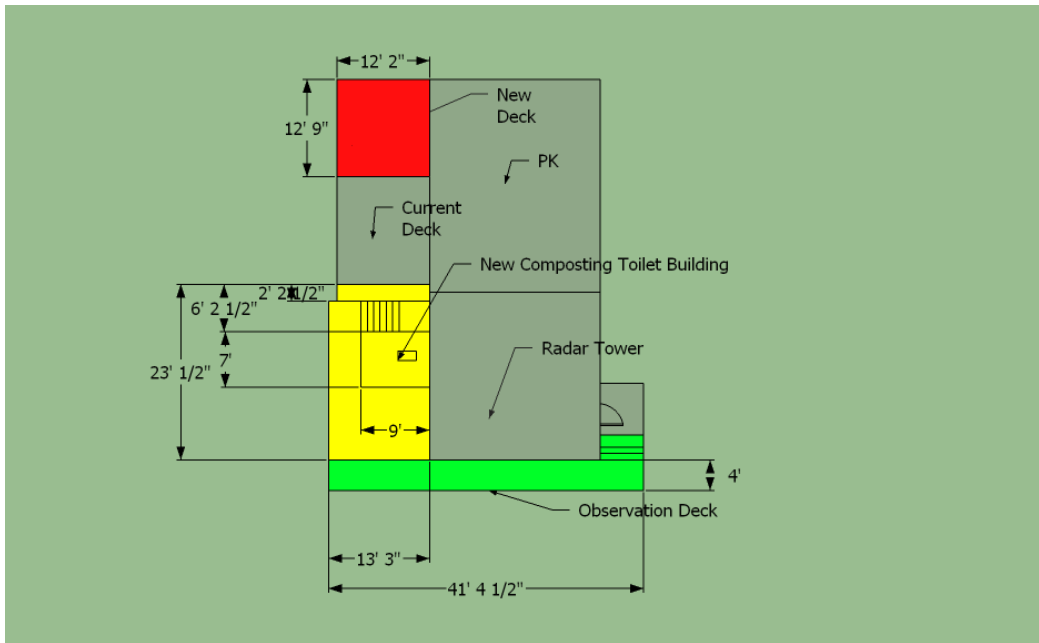 12' 2"
New
Deck
12' 9"
PK
Current
Deck
New Composting Toilet Building
2' 2 1/2"
6' 2 1/2"
Radar Tower
7'
23' 1/2"
9'
4'
Observation Deck
13' 3"
41' 4 1/2"